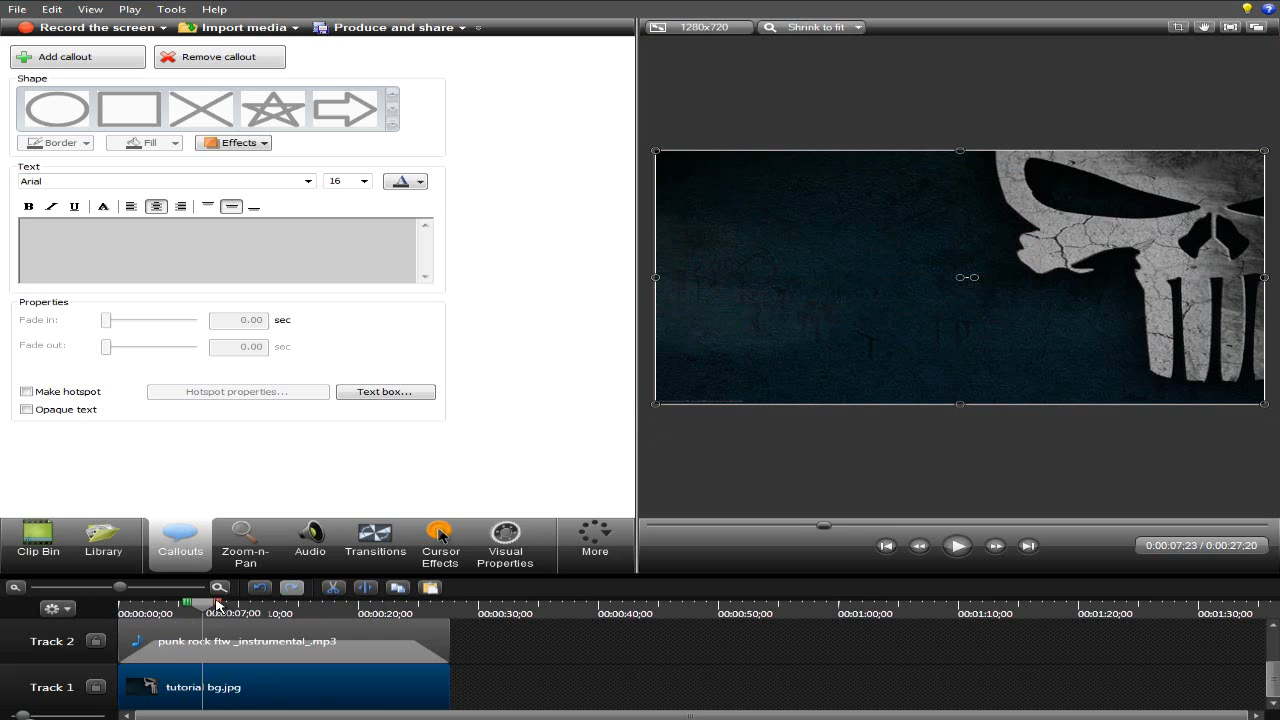 File Edit View Play Tools Help
Record the screen Import media Produce and share
1280x720 Shrink to fit
Add callout Remove callout
Shape
Border Fill Effects
Text
Arial 16
B I U A
Properties
Fade in: 0.00 sec
Fade out: 0.00 sec
Make hotspot Hotspot properties... Text box...
Opaque text
Clip Bin Library Callouts Zoom-n-Pan Audio Transitions Cursor Effects Visual Properties More
0:00:07;23 / 0:00:27;20
00:00:00;00 00:00:07;00 00:00:20;00 00:00:30;00 00:00:40;00 00:00:50;00 00:01:00;00 00:01:10;00 00:01:20;00 00:01:30;00
Track 2 punk rock ftw _instrumental_.mp3
Track 1 tutorial bg.jpg